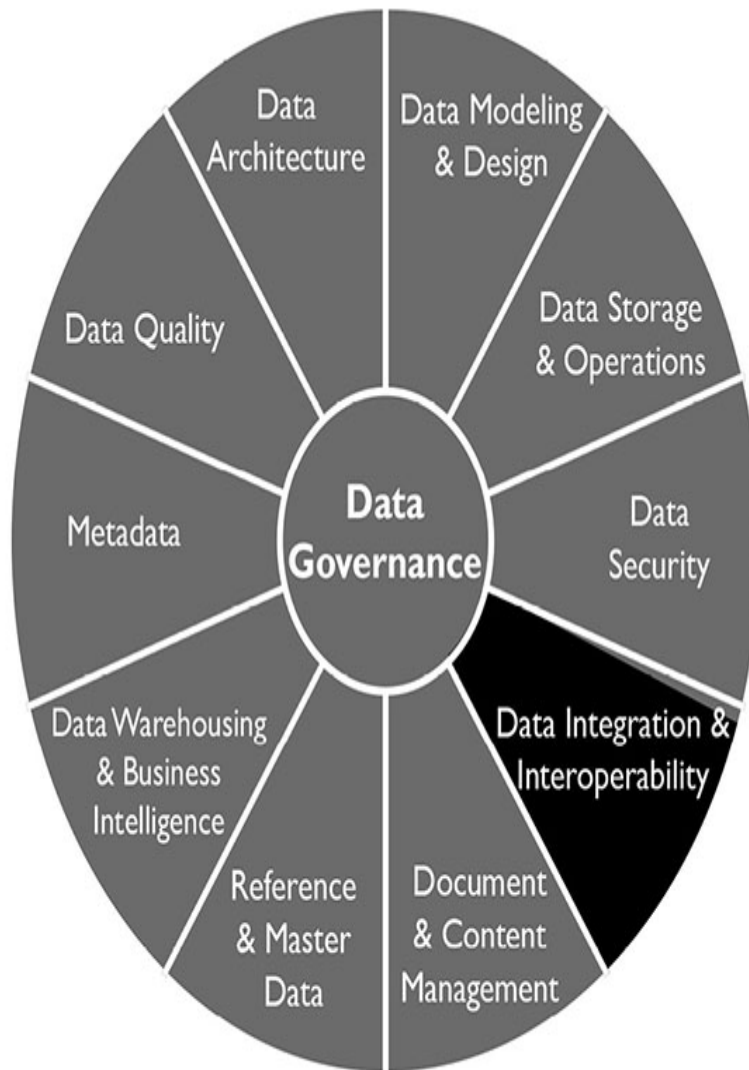 Data
Architecture
Data Modeling
& Design
Data Storage
& Operations
Data
Security
Data Integration &
Interoperability
Document
& Content
Management
Reference
& Master
Data
Data Warehousing
& Business
Intelligence
Metadata
Data Quality
Data
Governance